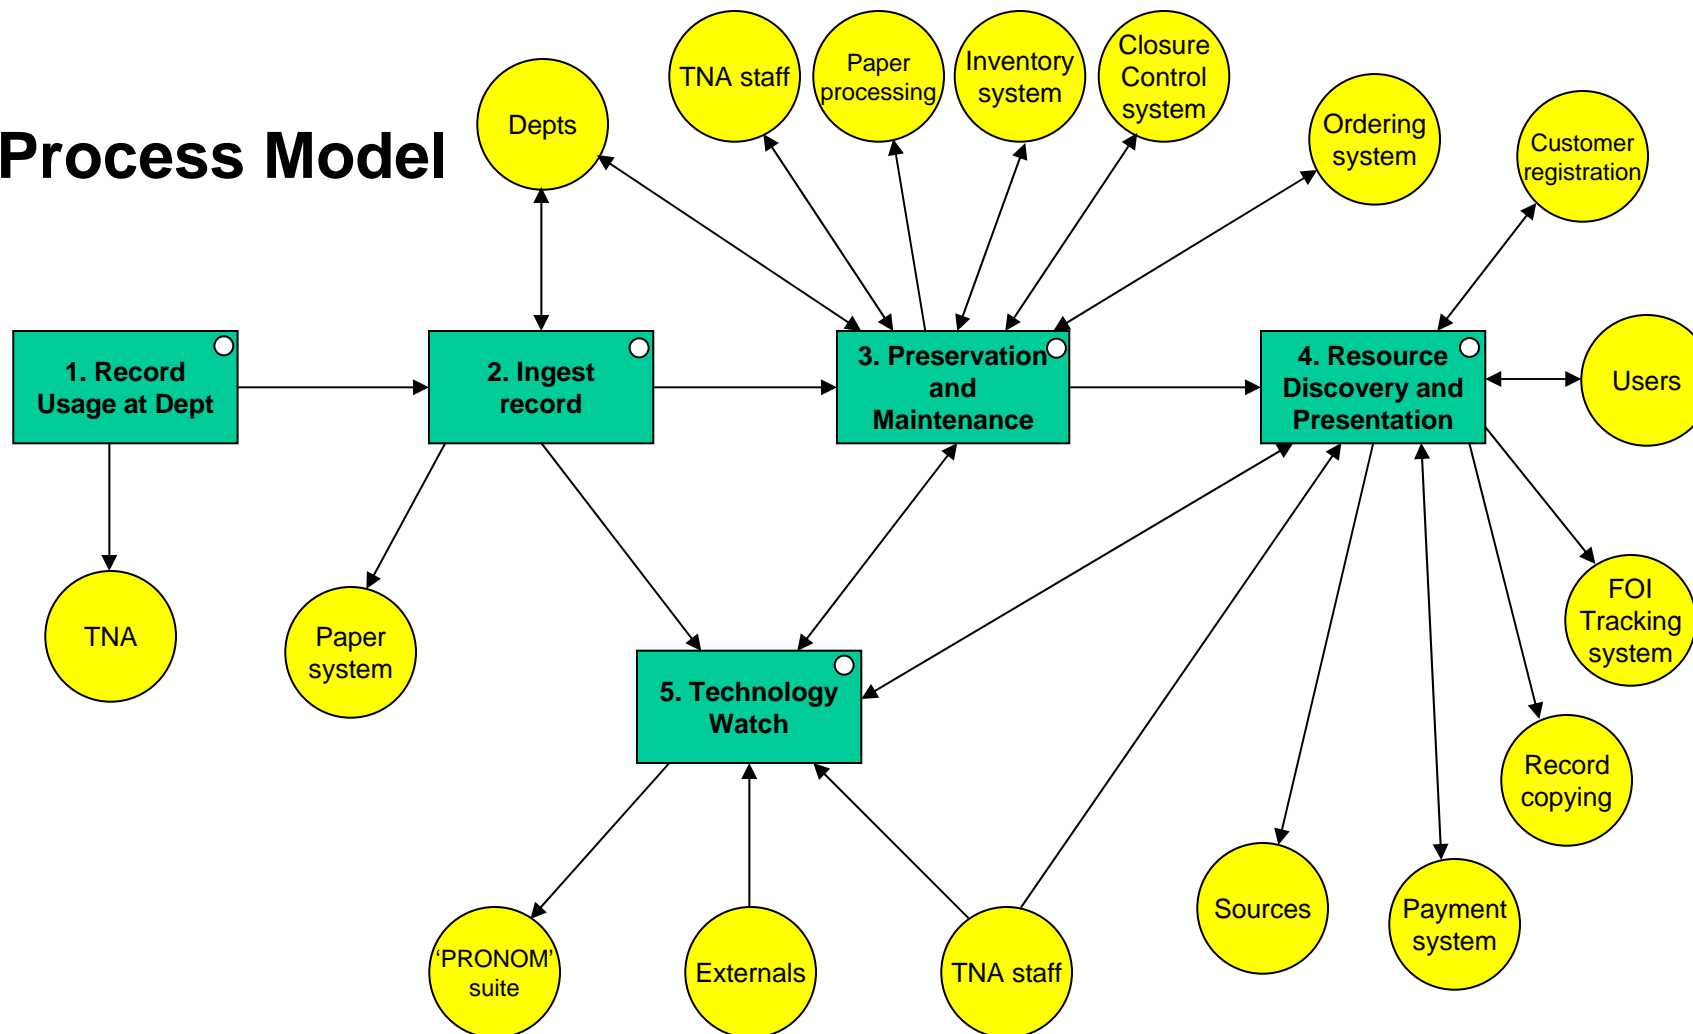 Process Model
Depts
TNA staff
Paper
processing
Inventory
system
Closure
Control
system
Ordering
system
Customer
registration
1. Record
Usage at Dept
2. Ingest
record
3. Preservation
and
Maintenance
4. Resource
Discovery and
Presentation
Users
TNA
Paper
system
5. Technology
Watch
FOI
Tracking
system
Record
copying
Sources
Payment
system
‘PRONOM’
suite
Externals
TNA staff